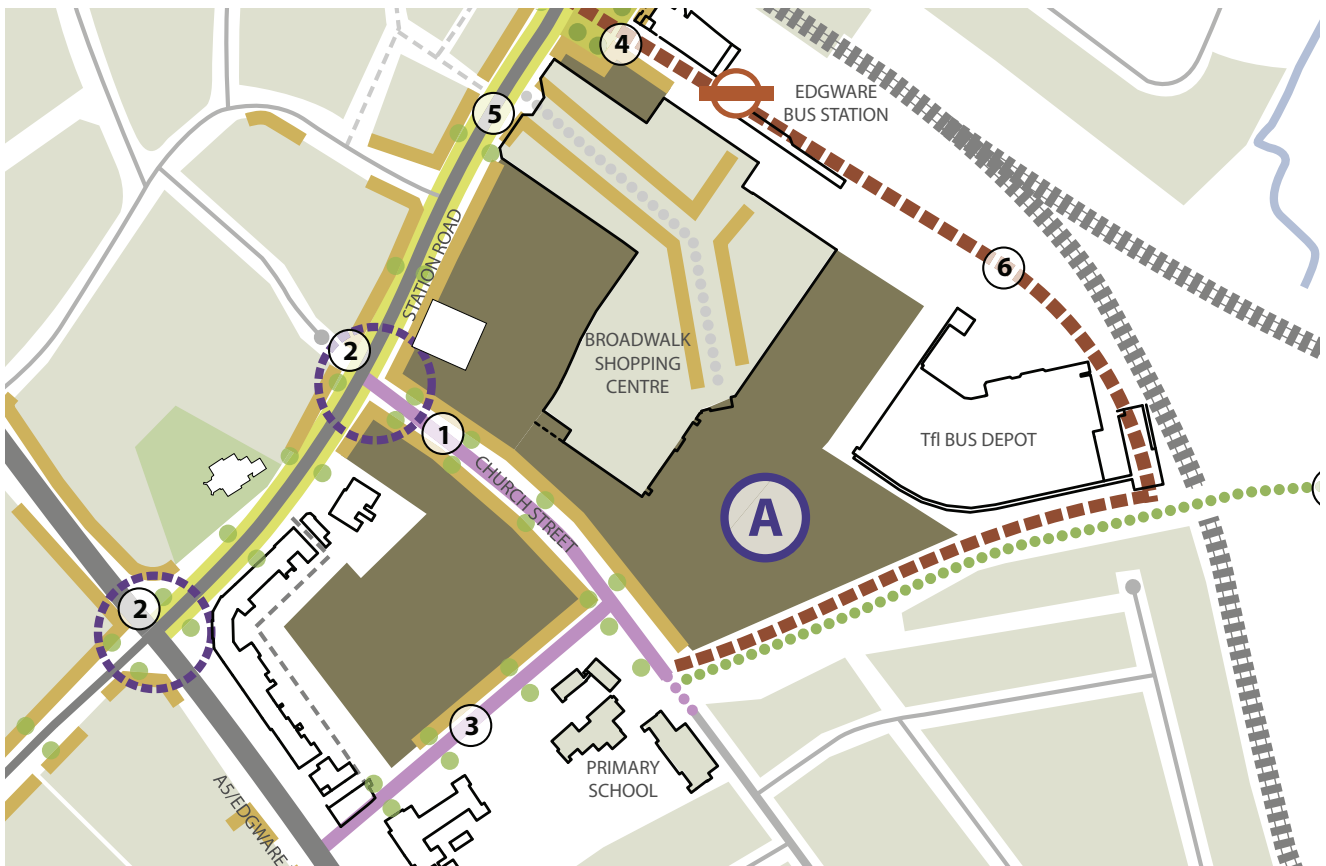 4
EDGWARE
BUS STATION
5
STATION ROAD
6
2
BROADWALK
SHOPPING
CENTRE
1
Tfl BUS DEPOT
CHURCH STREET
A
2
3
PRIMARY
SCHOOL
A5/EDGWARE